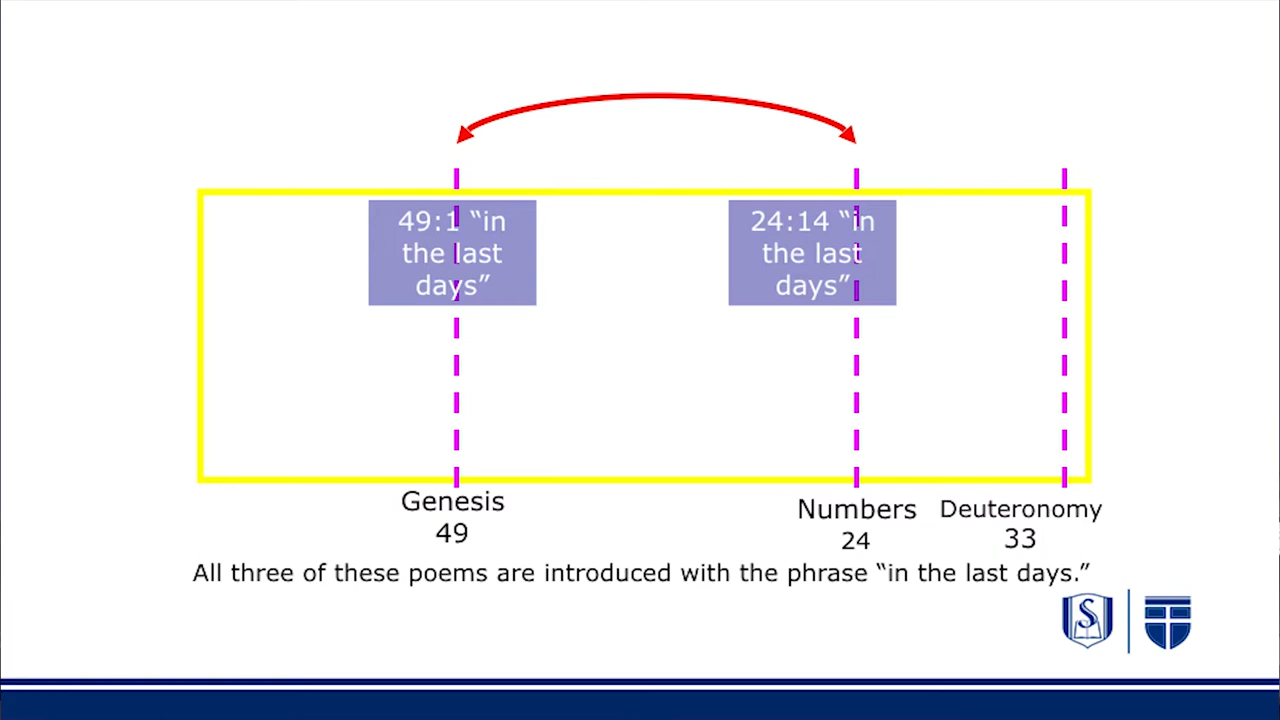 49:1 “in
the last
days”
24:14 “in
the last
days”
Genesis
49
Numbers
24
Deuteronomy
33
All three of these poems are introduced with the phrase “in the last days.”
S